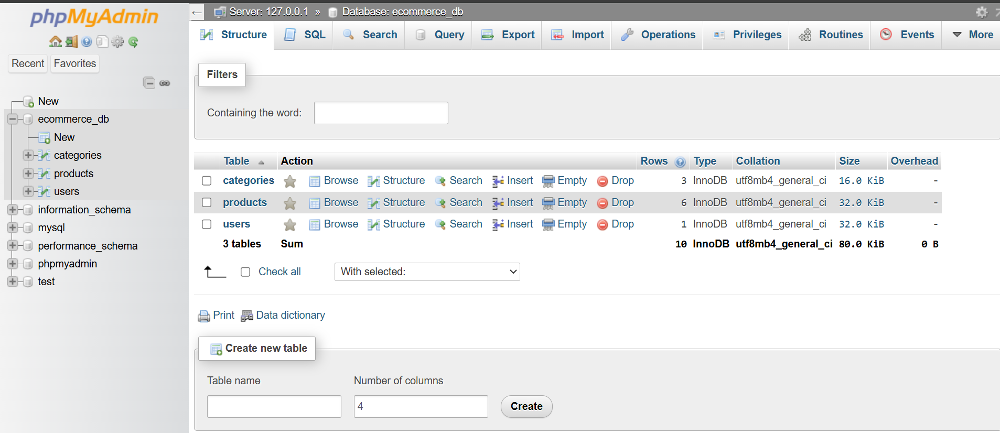 phpMyAdmin
Recent Favorites
New
ecommerce_db
New
categories
products
users
information_schema
mysql
performance_schema
phpmyadmin
test
Server: 127.0.0.1 » Database: ecommerce_db
Structure SQL Search Query Export Import Operations Privileges Routines Events More
Filters
Containing the word:
Table Action Rows Type Collation Size Overhead
categories Browse Structure Search Insert Empty Drop 3 InnoDB utf8mb4_general_ci 16.0 KiB -
products Browse Structure Search Insert Empty Drop 6 InnoDB utf8mb4_general_ci 32.0 KiB -
users Browse Structure Search Insert Empty Drop 1 InnoDB utf8mb4_general_ci 32.0 KiB -
3 tables Sum 10 InnoDB utf8mb4_general_ci 80.0 KiB 0 B
Check all With selected:
Print Data dictionary
Create new table
Table name Number of columns
4 Create